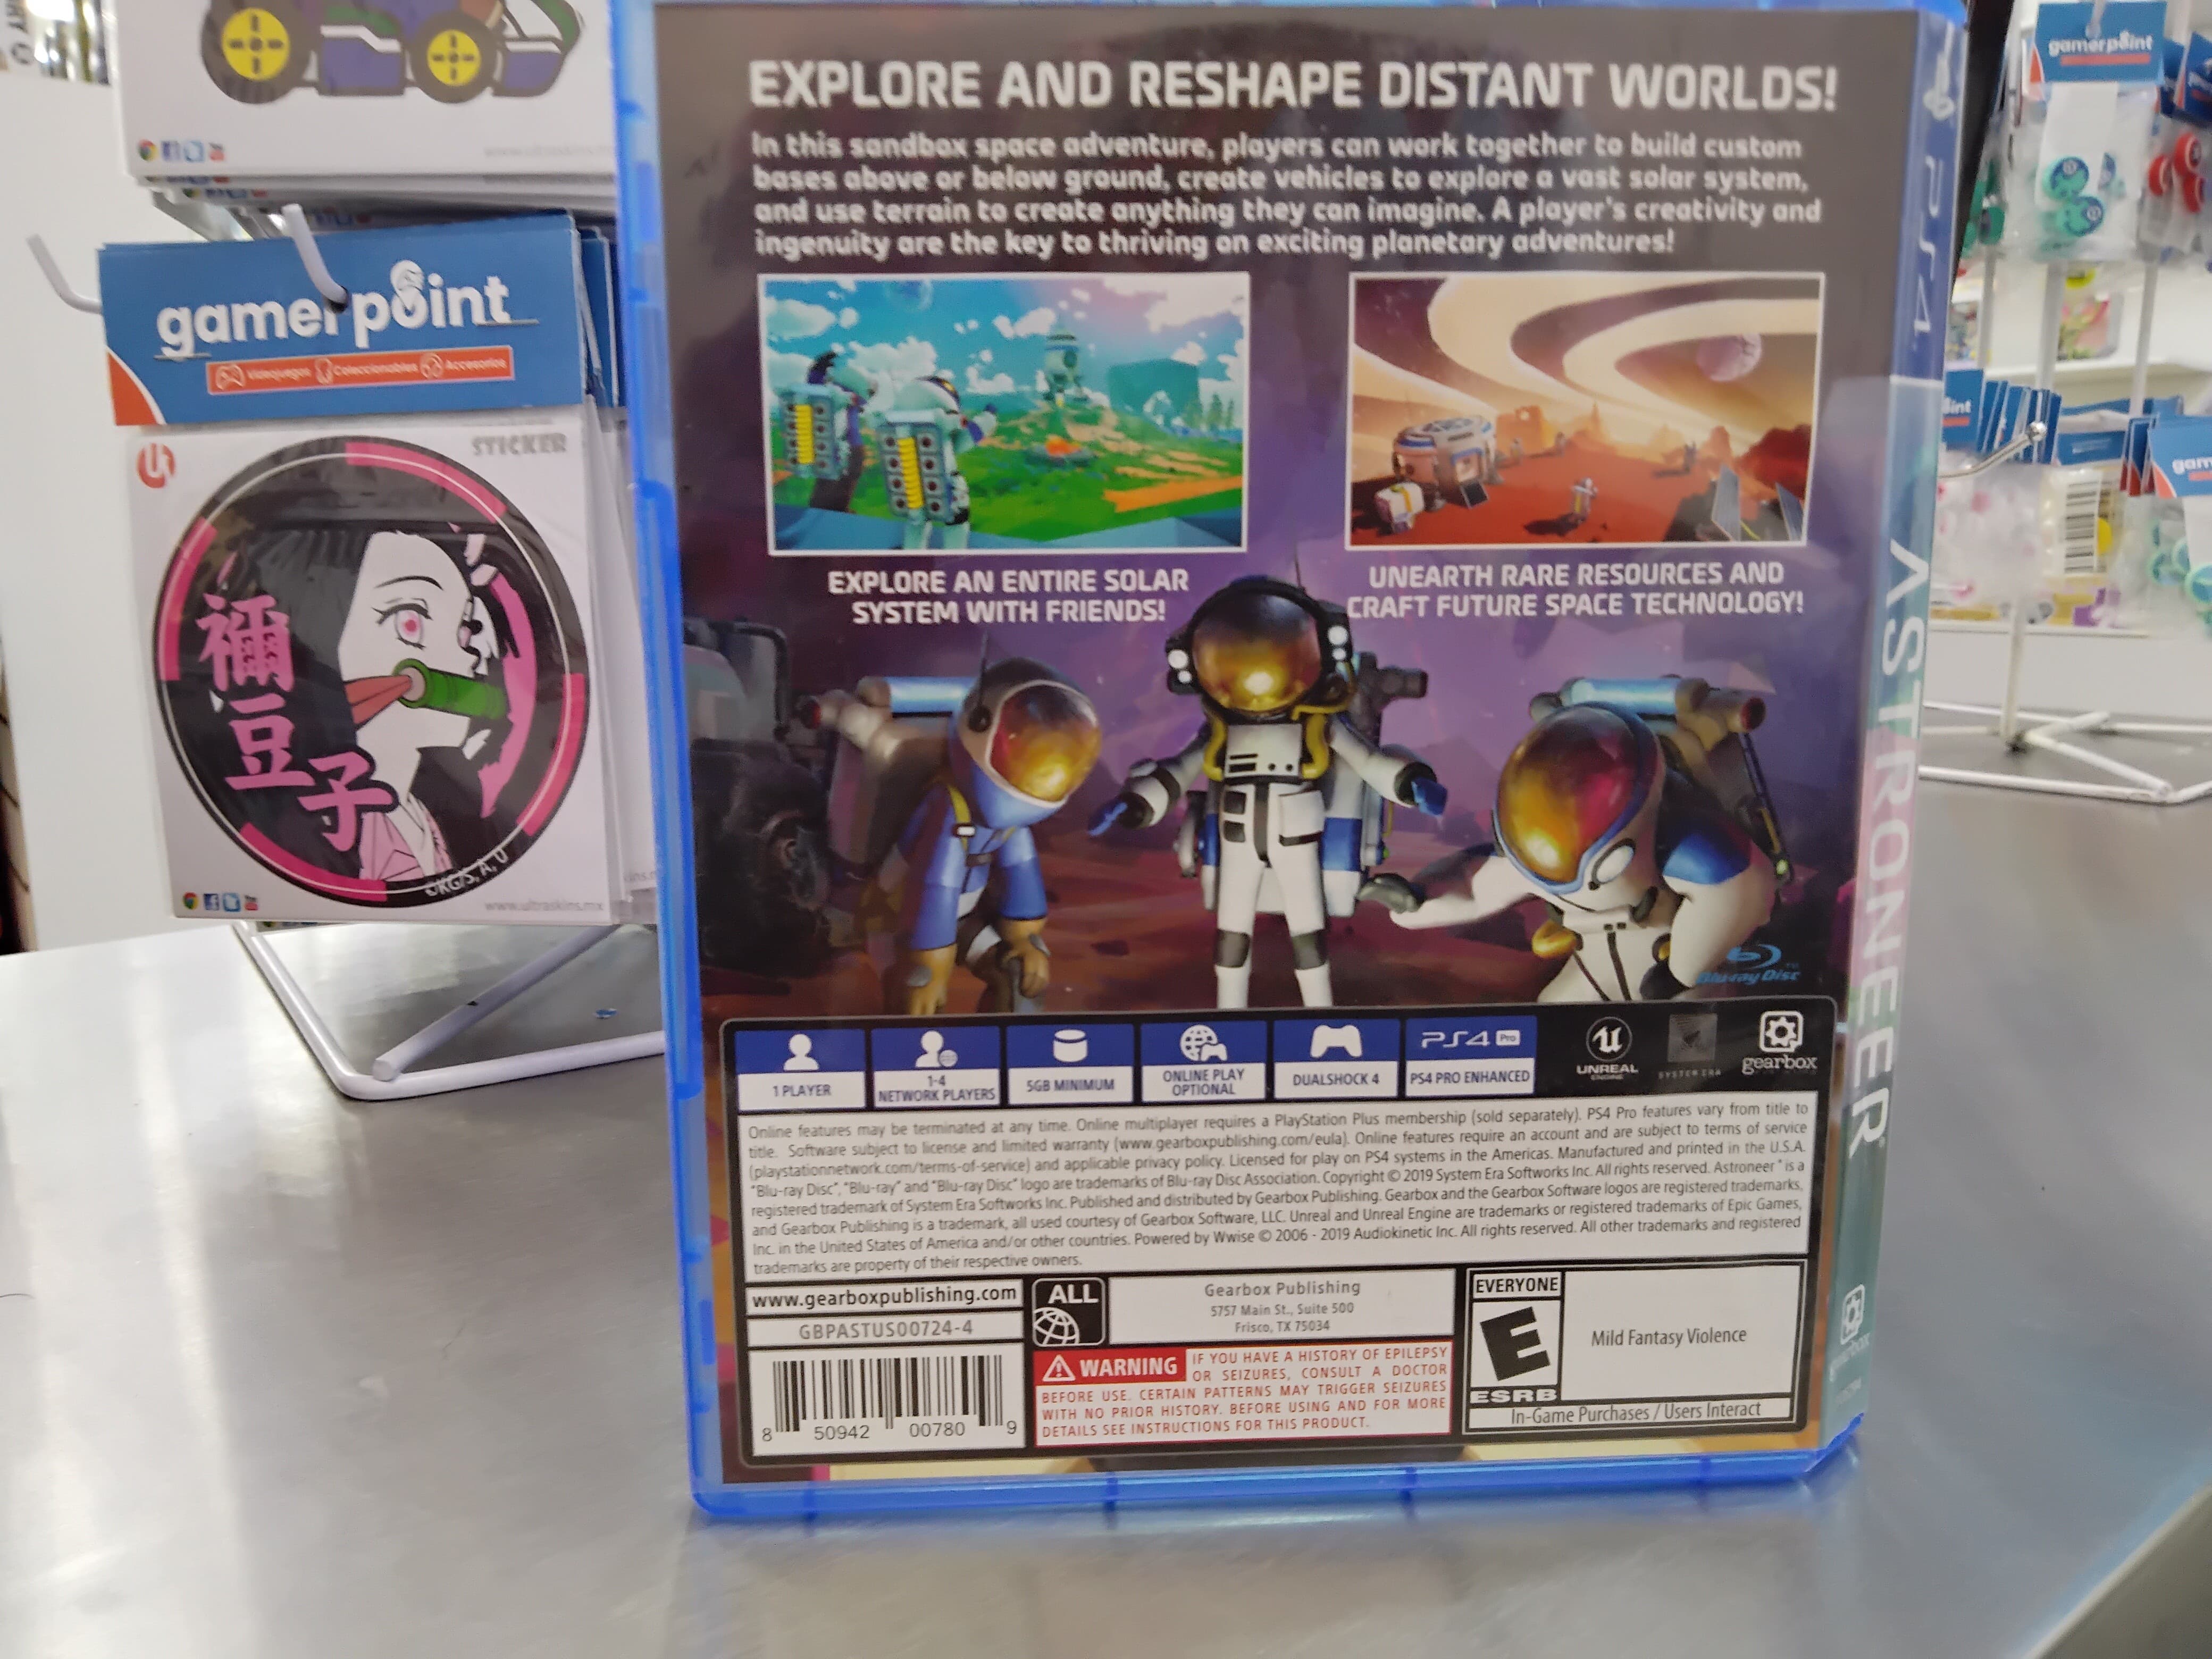 EXPLORE AND RESHAPE DISTANT WORLDS!
In this sandbox space adventure, players can work together to build custom
bases above or below ground, create vehicles to explore a vast solar system,
and use terrain to create anything they can imagine. A player's creativity and
ingenuity are the key to thriving on exciting planetary adventures!
EXPLORE AN ENTIRE SOLAR
SYSTEM WITH FRIENDS!
UNEARTH RARE RESOURCES AND
CRAFT FUTURE SPACE TECHNOLOGY!
Blu-ray Disc
1 PLAYER
1-4
NETWORK PLAYERS
5GB MINIMUM
ONLINE PLAY
OPTIONAL
DUALSHOCK 4
PS4 Pro
PS4 PRO ENHANCED
UNREAL
ENGINE
SYSTEM ERA
gearbox
Online features may be terminated at any time. Online multiplayer requires a PlayStation Plus membership (sold separately). PS4 Pro features vary from title to
title. Software subject to license and limited warranty (www.gearboxpublishing.com/eula). Online features require an account and are subject to terms of service
(playstationnetwork.com/terms-of-service) and applicable privacy policy. Licensed for play on PS4 systems in the Americas. Manufactured and printed in the U.S.A.
"Blu-ray Disc", "Blu-ray" and "Blu-ray Disc" logo are trademarks of Blu-ray Disc Association. Copyright © 2019 System Era Softworks Inc. All rights reserved. Astroneer® is a
registered trademark of System Era Softworks Inc. Published and distributed by Gearbox Publishing. Gearbox and the Gearbox Software logos are registered trademarks,
and Gearbox Publishing is a trademark, all used courtesy of Gearbox Software, LLC. Unreal and Unreal Engine are trademarks or registered trademarks of Epic Games,
Inc. in the United States of America and/or other countries. Powered by Wwise © 2006 - 2019 Audiokinetic Inc. All rights reserved. All other trademarks and registered
trademarks are property of their respective owners.
www.gearboxpublishing.com
GBPASTUS00724-4
8 50942 00780 9
ALL
Gearbox Publishing
5757 Main St., Suite 500
Frisco, TX 75034
WARNING IF YOU HAVE A HISTORY OF EPILEPSY
OR SEIZURES, CONSULT A DOCTOR
BEFORE USE. CERTAIN PATTERNS MAY TRIGGER SEIZURES
WITH NO PRIOR HISTORY. BEFORE USING AND FOR MORE
DETAILS SEE INSTRUCTIONS FOR THIS PRODUCT.
EVERYONE
E
ESRB
Mild Fantasy Violence
In-Game Purchases / Users Interact
PS4
ASTRONEER
gamerpoint
Videojuegos Coleccionables Accesorios
STICKER
禰
豆
子
©KG/S, A, U
www.ultraskins.mx
gamerpoint